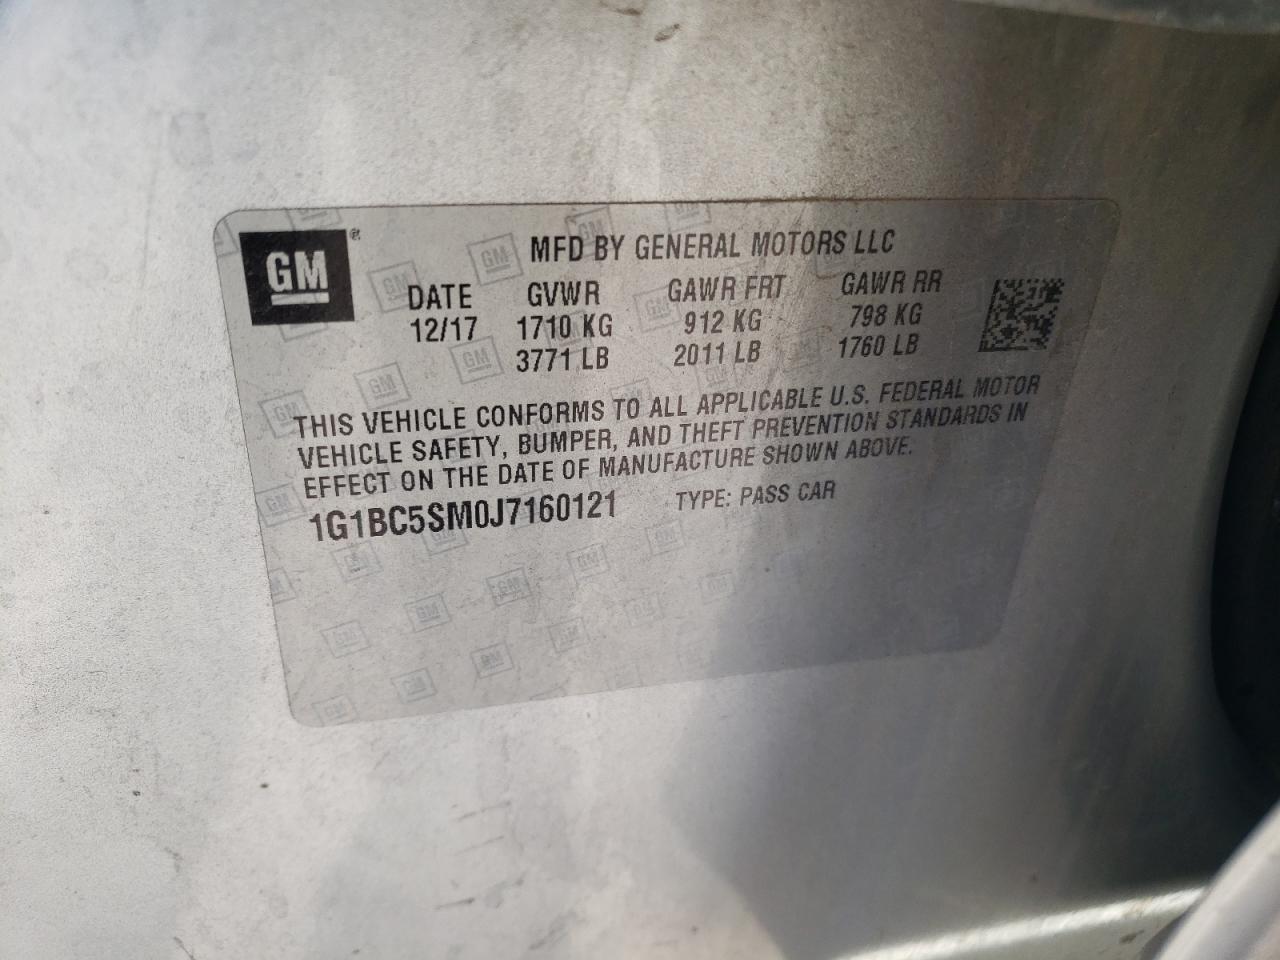 GM®
MFD BY GENERAL MOTORS LLC
DATE GVWR GAWR FRT GAWR RR
12/17 1710 KG 912 KG 798 KG
3771 LB 2011 LB 1760 LB
THIS VEHICLE CONFORMS TO ALL APPLICABLE U.S. FEDERAL MOTOR
VEHICLE SAFETY, BUMPER, AND THEFT PREVENTION STANDARDS IN
EFFECT ON THE DATE OF MANUFACTURE SHOWN ABOVE.
1G1BC5SM0J7160121 TYPE: PASS CAR